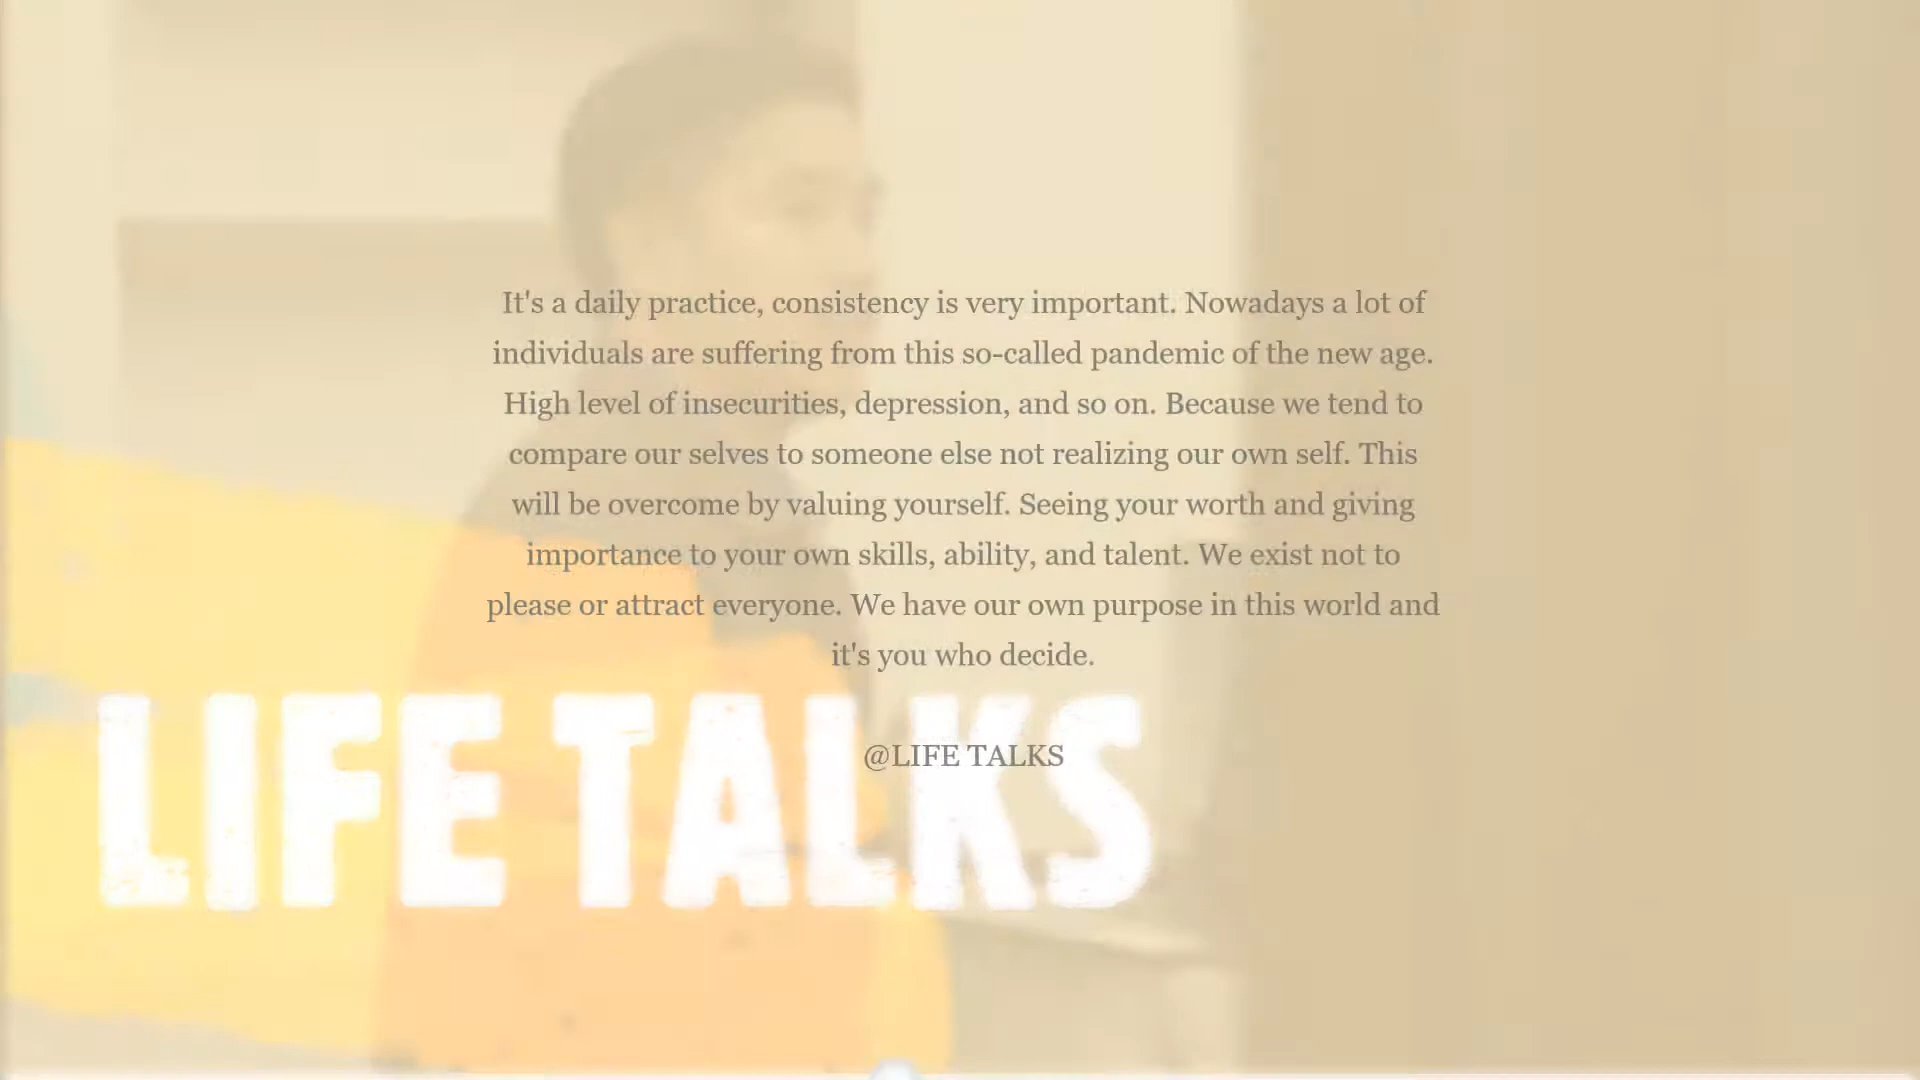 It's a daily practice, consistency is very important. Nowadays a lot of
individuals are suffering from this so-called pandemic of the new age.
High level of insecurities, depression, and so on. Because we tend to
compare our selves to someone else not realizing our own self. This
will be overcome by valuing yourself. Seeing your worth and giving
importance to your own skills, ability, and talent. We exist not to
please or attract everyone. We have our own purpose in this world and
it's you who decide.
LIFE TALKS
@LIFE TALKS